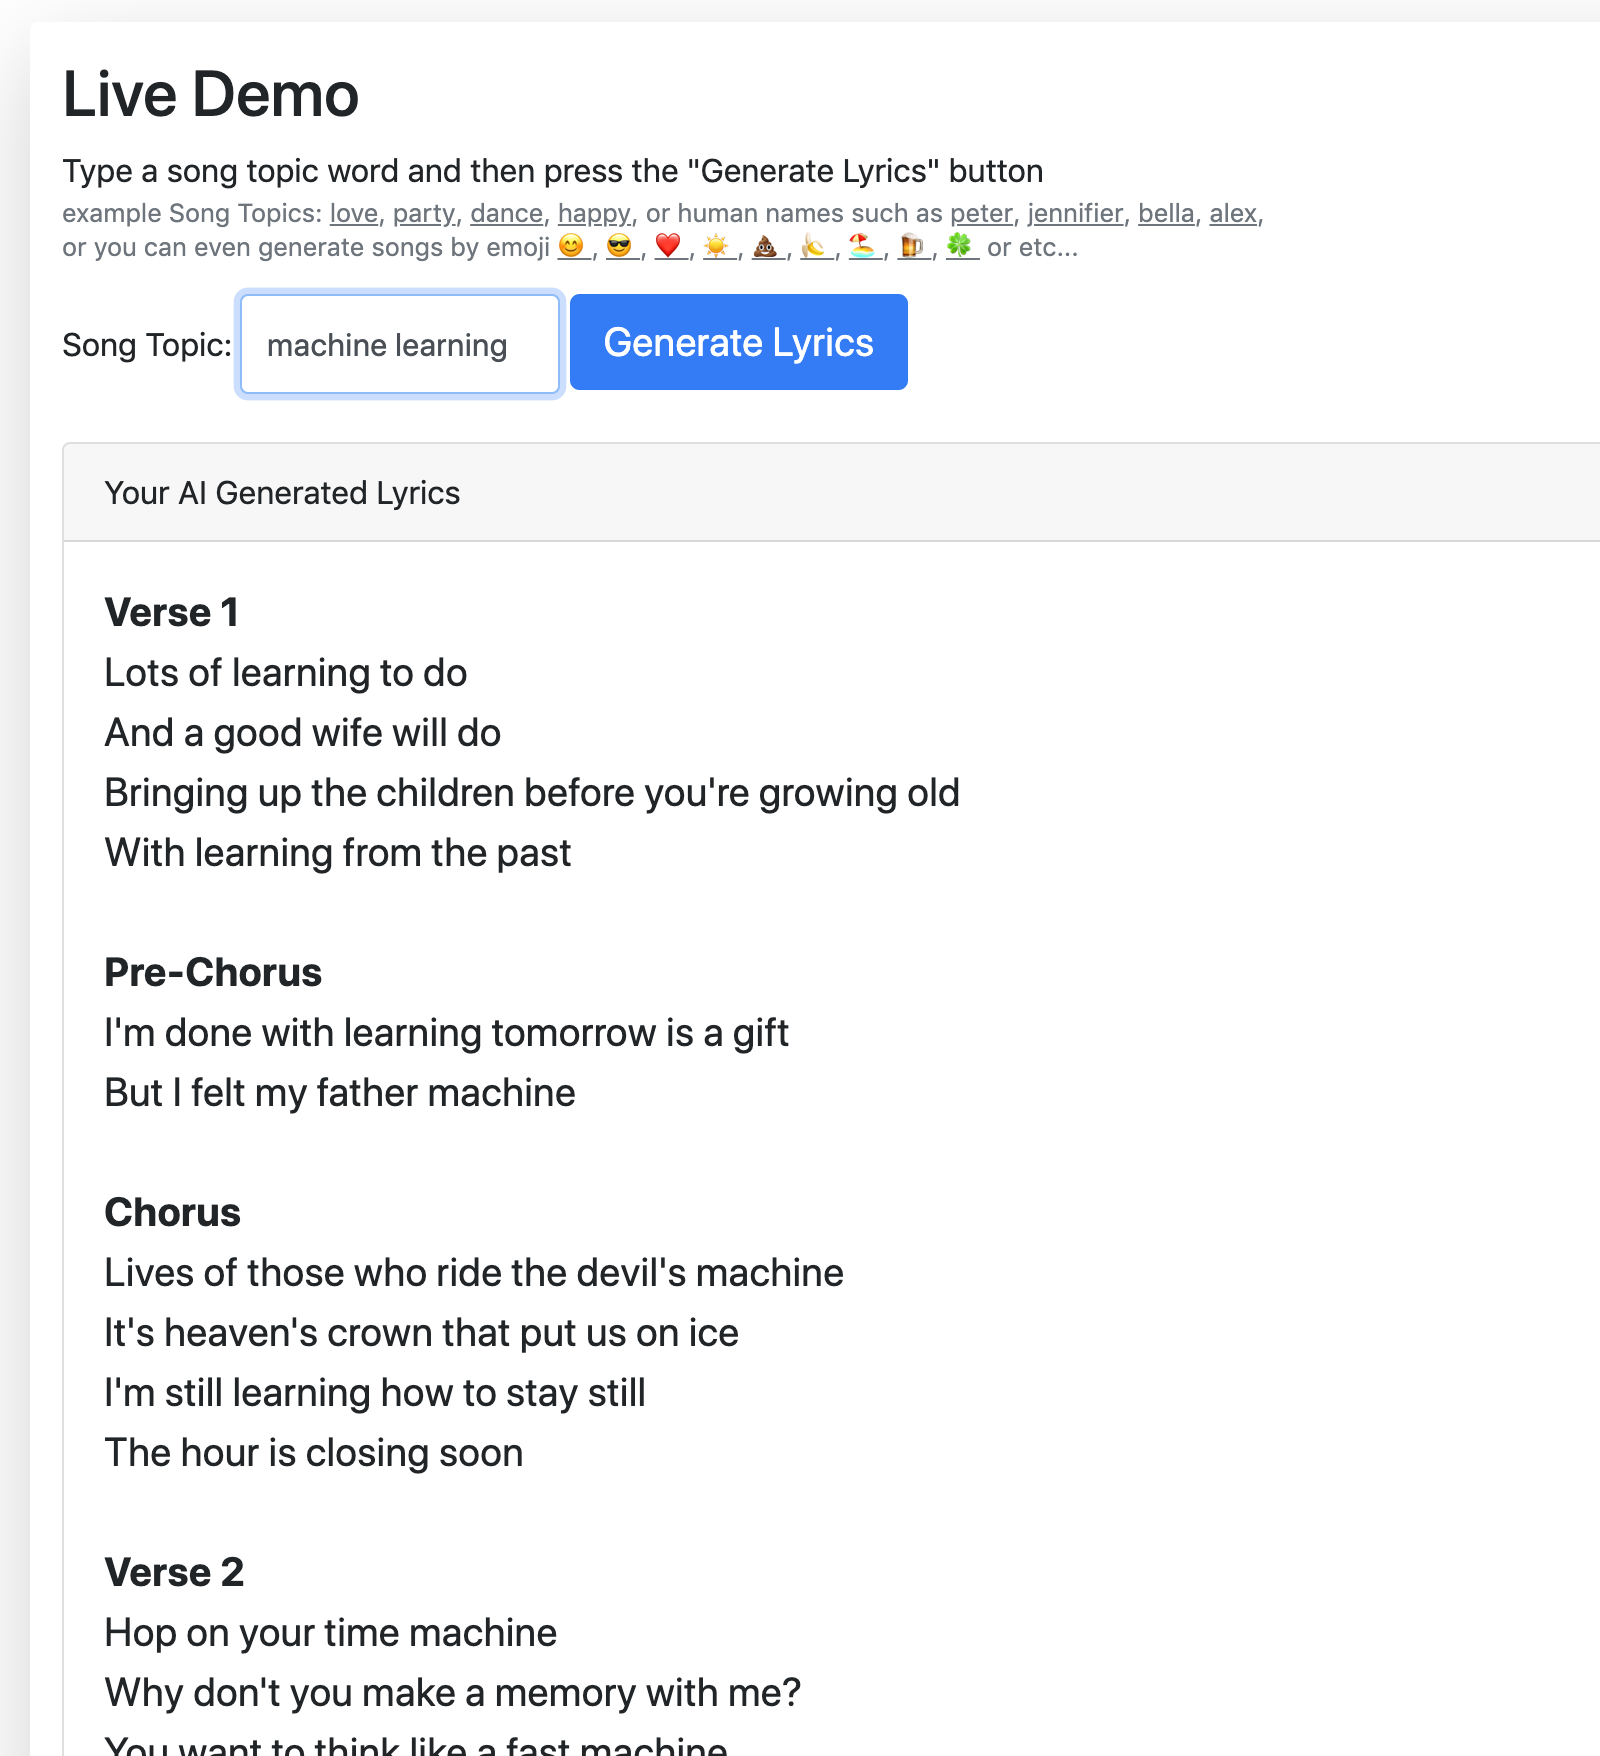 Live Demo
Type a song topic word and then press the "Generate Lyrics" button
example Song Topics: love, party, dance, happy, or human names such as peter, jennifier, bella, alex,
or you can even generate songs by emoji 😊, 😎, ❤️, ☀️, 💩, 🍌, 🏖️, 🍺, 🍀 or etc...
Song Topic: machine learning Generate Lyrics
Your AI Generated Lyrics
Verse 1
Lots of learning to do
And a good wife will do
Bringing up the children before you're growing old
With learning from the past
Pre-Chorus
I'm done with learning tomorrow is a gift
But I felt my father machine
Chorus
Lives of those who ride the devil's machine
It's heaven's crown that put us on ice
I'm still learning how to stay still
The hour is closing soon
Verse 2
Hop on your time machine
Why don't you make a memory with me?
You want to think like a fast machine